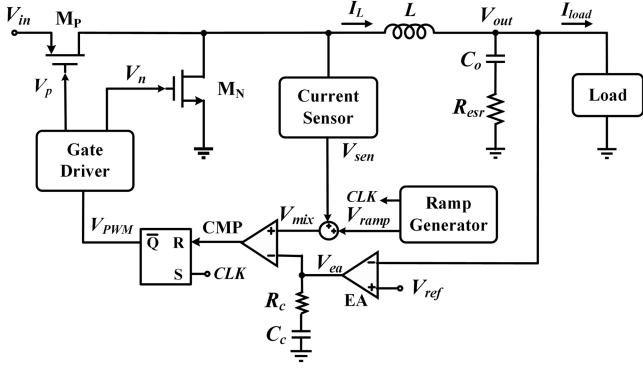 V_in
M_P
I_L
L
V_out
I_load
V_p
V_n
M_N
Current
Sensor
C_o
R_esr
Load
Gate
Driver
V_sen
CLK
Ramp
Generator
V_PWM
CMP
V_mix
V_ramp
+
+
Q̅
R
S
CLK
+
−
V_ea
−
+
EA
V_ref
R_c
C_c